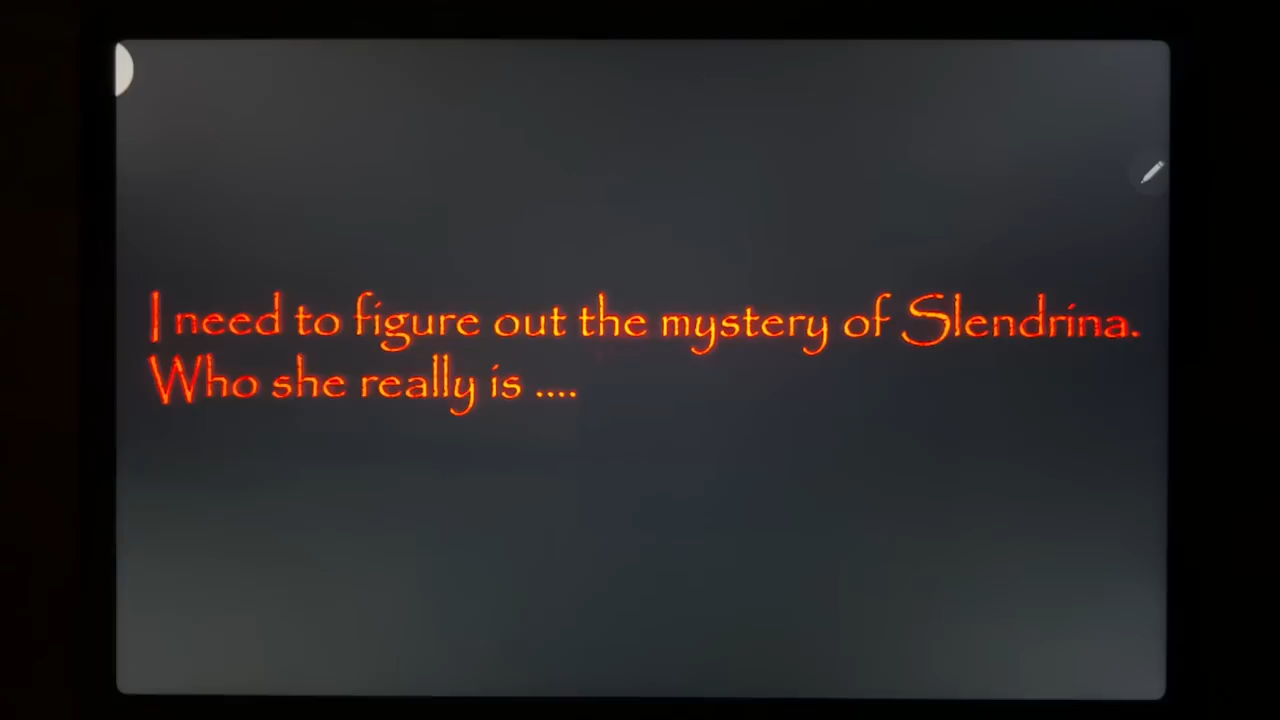 I need to figure out the mystery of Slendrina.
Who she really is ....